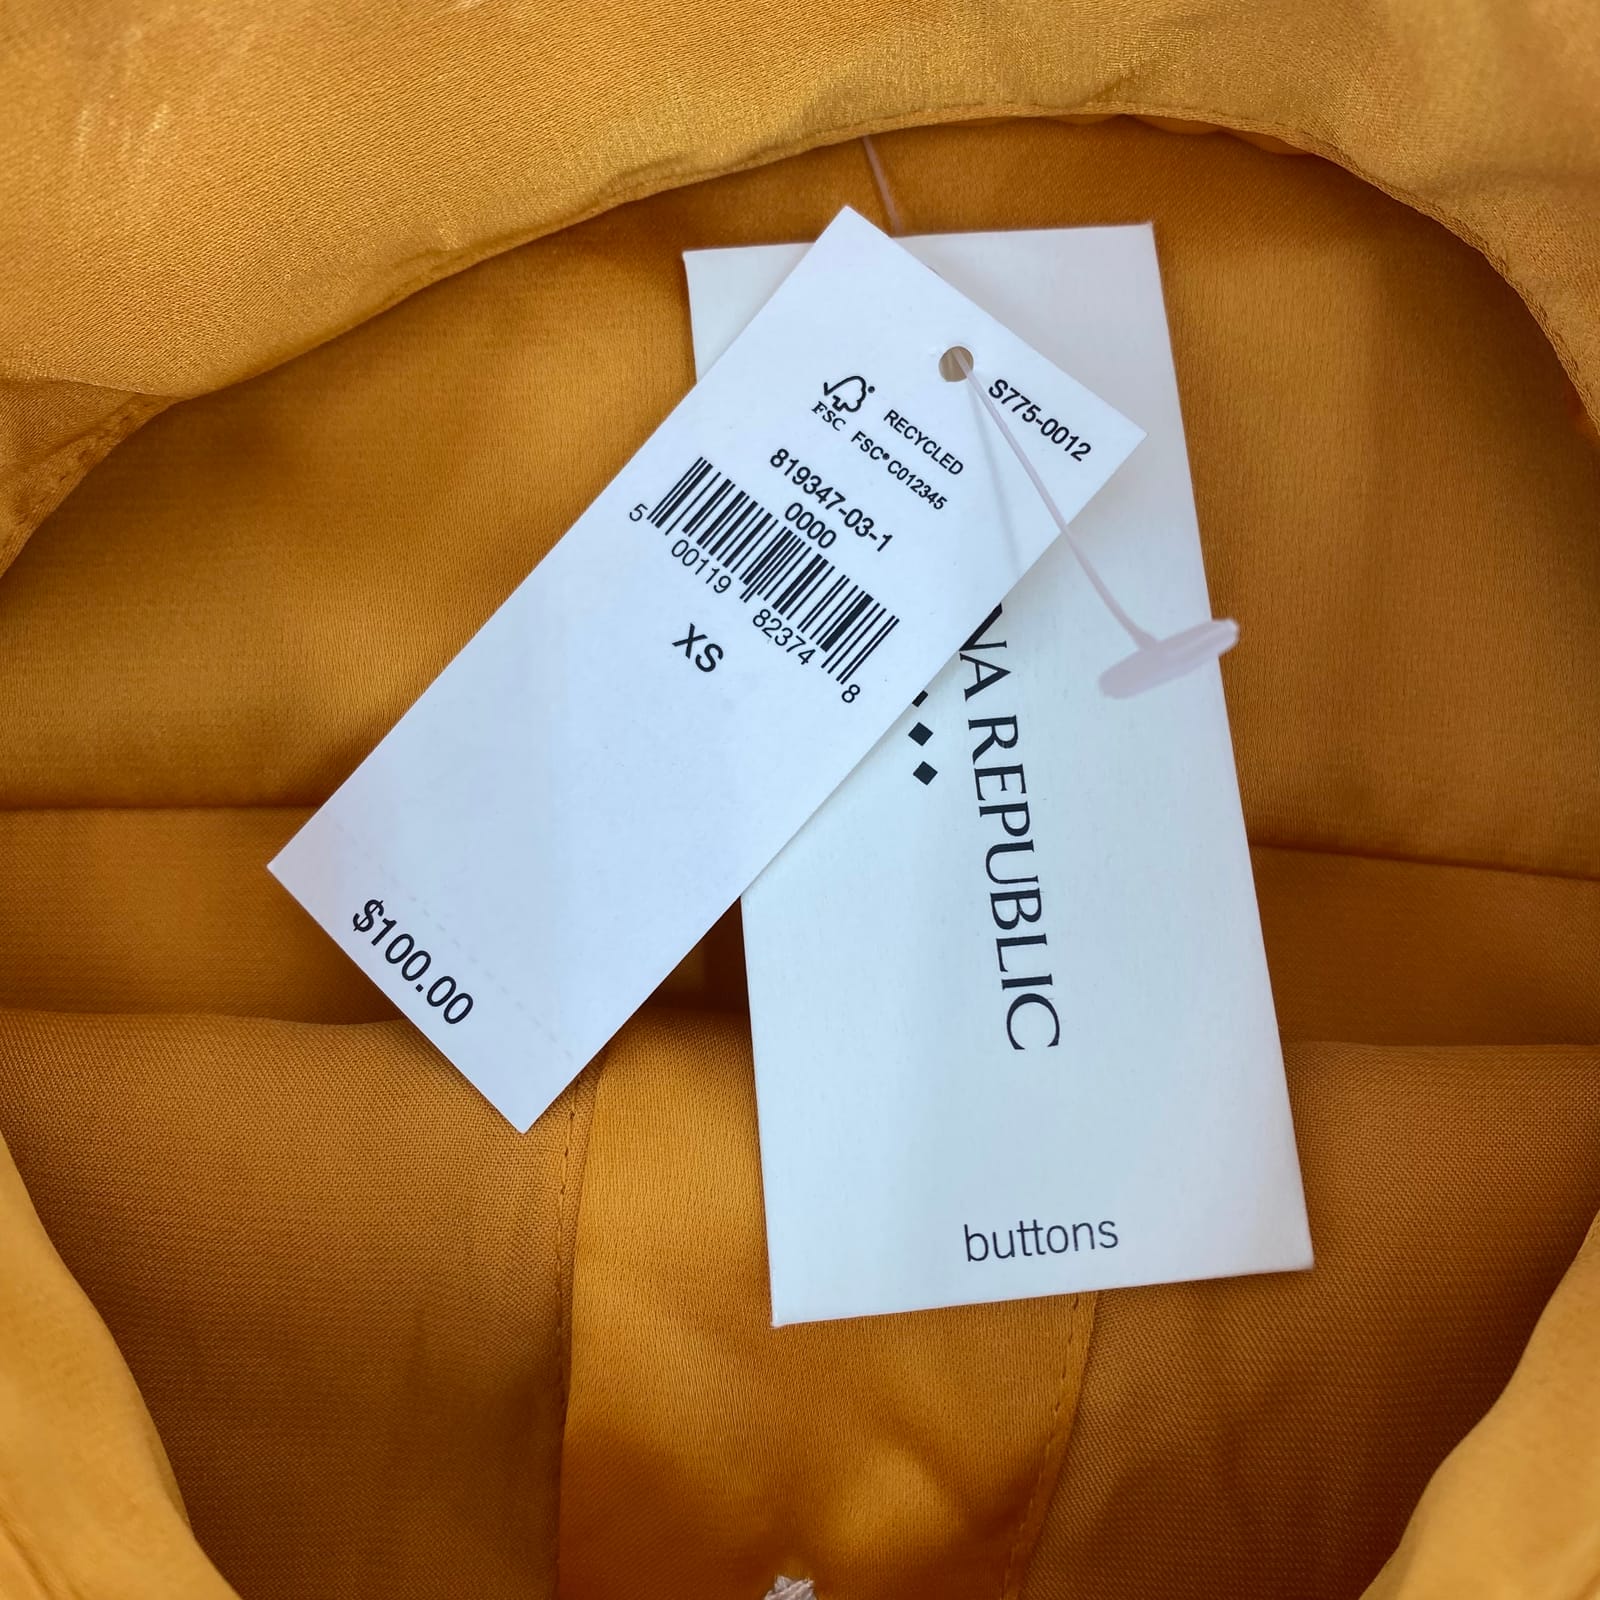 S775-0012
RECYCLED
FSC FSC® C012345
819347-03-1
0000
5 00119 82374 8
XS
$100.00
REPUBLIC
buttons